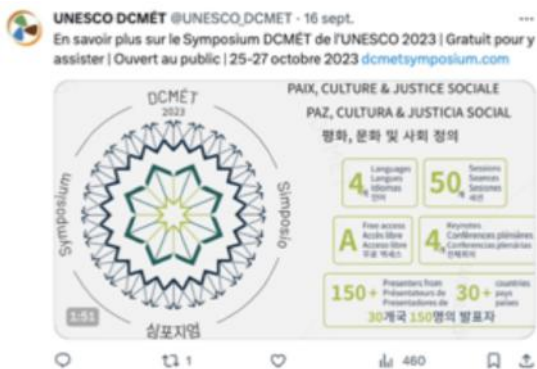 UNESCO DCMÉT @UNESCO_DCMET · 16 sept.
En savoir plus sur le Symposium DCMÉT de l'UNESCO 2023 | Gratuit pour y
assister | Ouvert au public | 25-27 octobre 2023 dcmetsymposium.com
DCMÉT
2023
Symposium
Simposio
심포지엄
1:51
PAIX, CULTURE & JUSTICE SOCIALE
PAZ, CULTURA & JUSTICIA SOCIAL
평화, 문화 및 사회 정의
4개
Languages
Langues
Idiomas
언어
50개
Sessions
Séances
Sesiones
세션
A
Free access
Accès libre
Acceso libre
무료 액세스
4개
Keynotes
Conférences plénières
Conferencias plenarias
150+
Presenters from
Présentateurs de
Presentadores de
30+
countries
pays
países
30개국 150명의 발표자
1
460